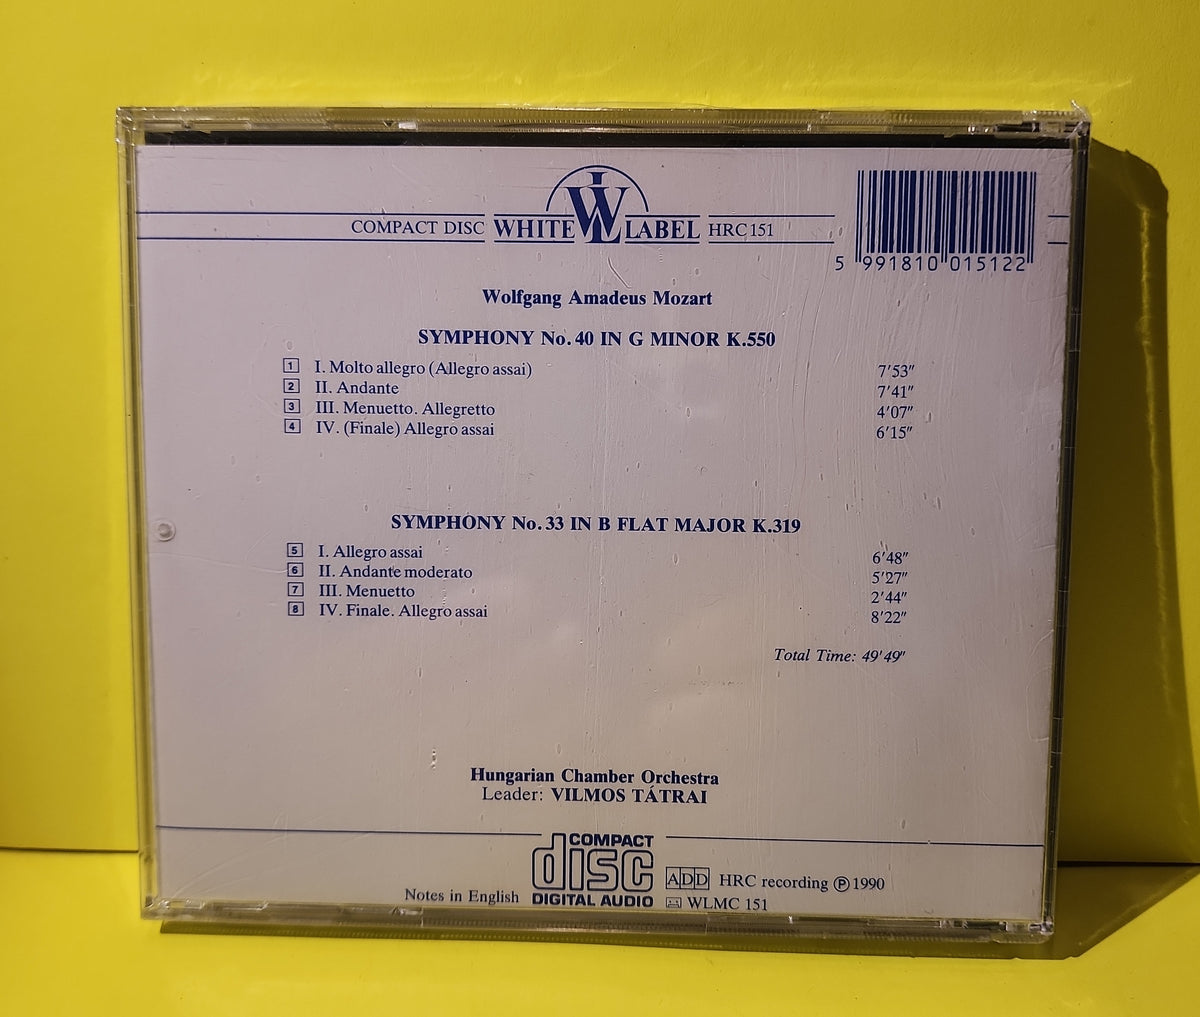 COMPACT DISC WHITE WL LABEL HRC 151
5 991810 015122
Wolfgang Amadeus Mozart
SYMPHONY No. 40 IN G MINOR K.550
1 I. Molto allegro (Allegro assai) 7′53″
2 II. Andante 7′41″
3 III. Menuetto. Allegretto 4′07″
4 IV. (Finale) Allegro assai 6′15″
SYMPHONY No. 33 IN B FLAT MAJOR K.319
5 I. Allegro assai 6′48″
6 II. Andante moderato 5′27″
7 III. Menuetto 2′44″
8 IV. Finale. Allegro assai 8′22″
Total Time: 49′49″
Hungarian Chamber Orchestra
Leader: VILMOS TÁTRAI
Notes in English COMPACT disc DIGITAL AUDIO ADD HRC recording Ⓟ 1990
WLMC 151